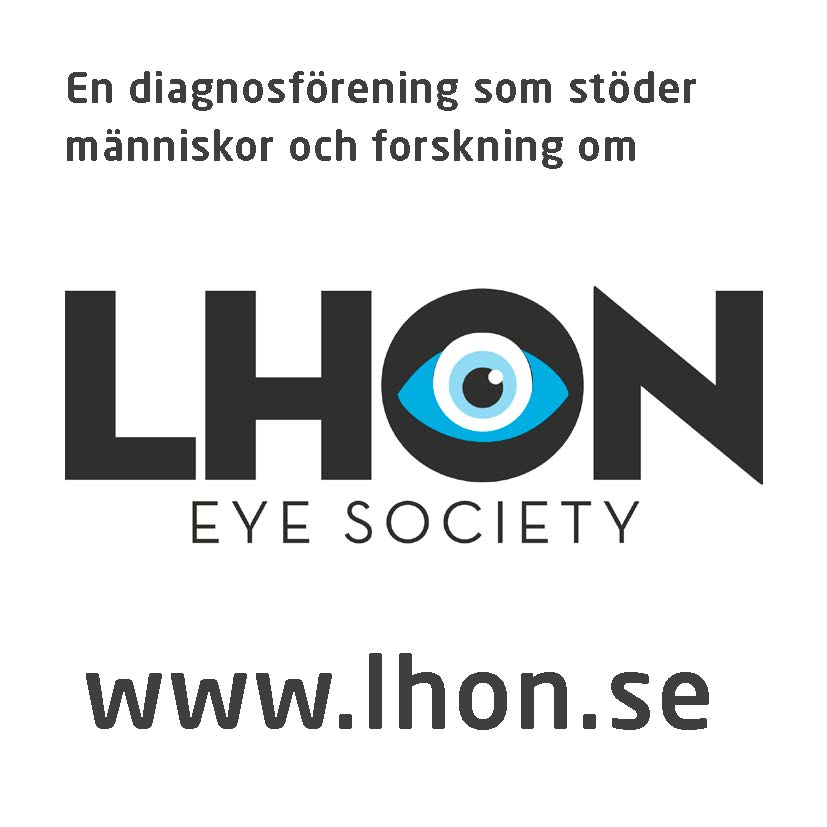 En diagnosförening som stöder
människor och forskning om
LHON
EYE SOCIETY
www.lhon.se